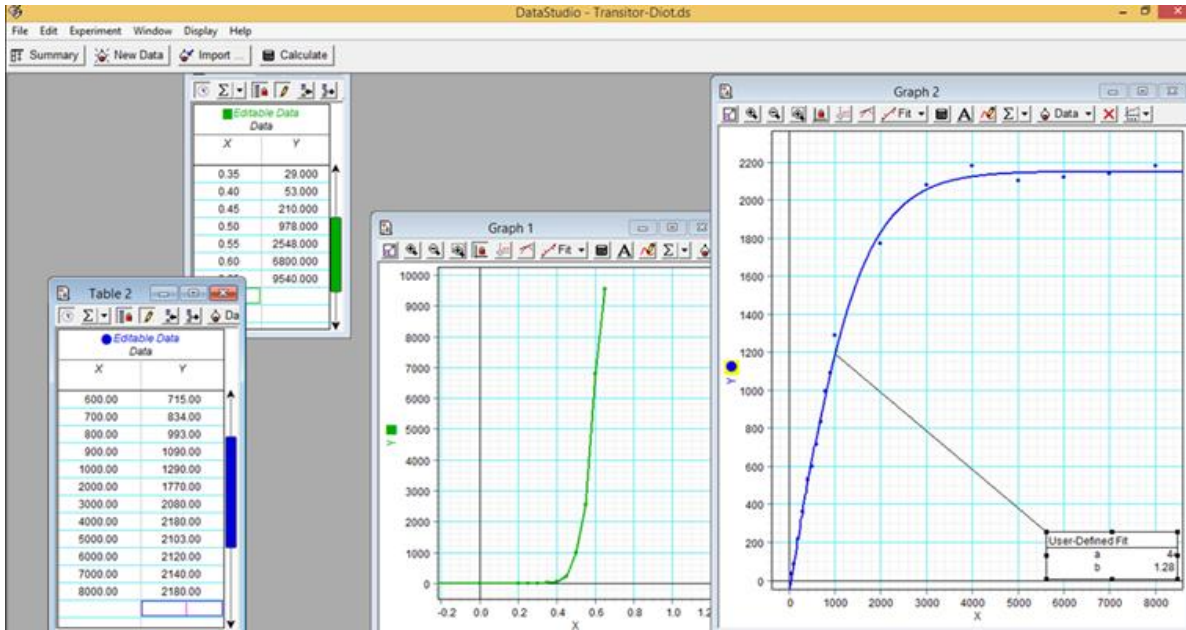 DataStudio - Transitor-Diot.ds
File Edit Experiment Window Display Help
Summary New Data Import ... Calculate
Editable Data
Data
X Y
0.35 29.000
0.40 53.000
0.45 210.000
0.50 978.000
0.55 2548.000
0.60 6800.000
9540.000
Table 2
Da
Editable Data
Data
X Y
600.00 715.00
700.00 834.00
800.00 993.00
900.00 1090.00
1000.00 1290.00
2000.00 1770.00
3000.00 2080.00
4000.00 2180.00
5000.00 2103.00
6000.00 2120.00
7000.00 2140.00
8000.00 2180.00
Graph 1
Fit A Σ
10000
9000
8000
7000
6000
Y 5000
4000
3000
2000
1000
0
-0.2 0.0 0.2 0.4 0.6 0.8 1.0 1.2
X
Graph 2
Fit A Σ Data
2200
2000
1800
1600
1400
1200
Y
1000
800
600
400
200
0
User-Defined Fit
a 4
b 1.28
0 1000 2000 3000 4000 5000 6000 7000 8000
X